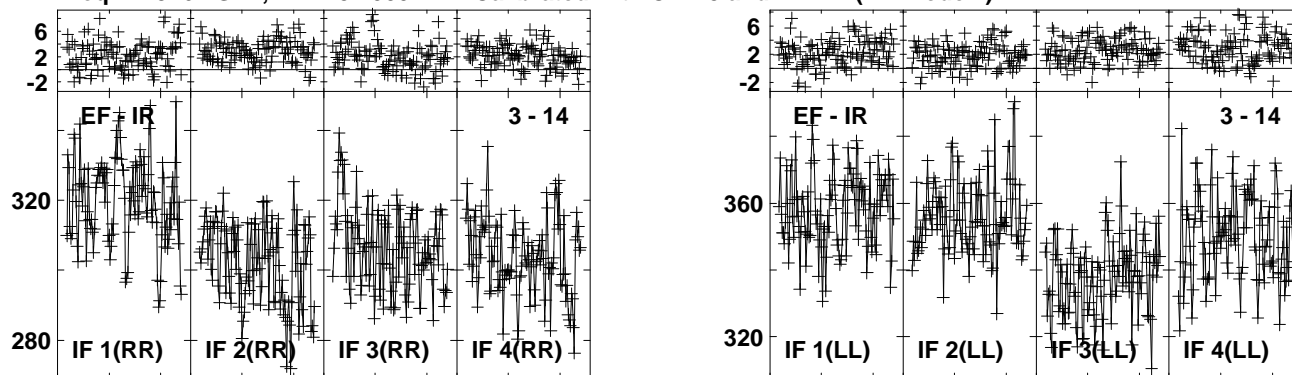 6
2
-2
EF - IR
3 - 14
320
280
IF 1(RR)
IF 2(RR)
IF 3(RR)
IF 4(RR)
6
2
-2
EF - IR
3 - 14
360
320
IF 1(LL)
IF 2(LL)
IF 3(LL)
IF 4(LL)